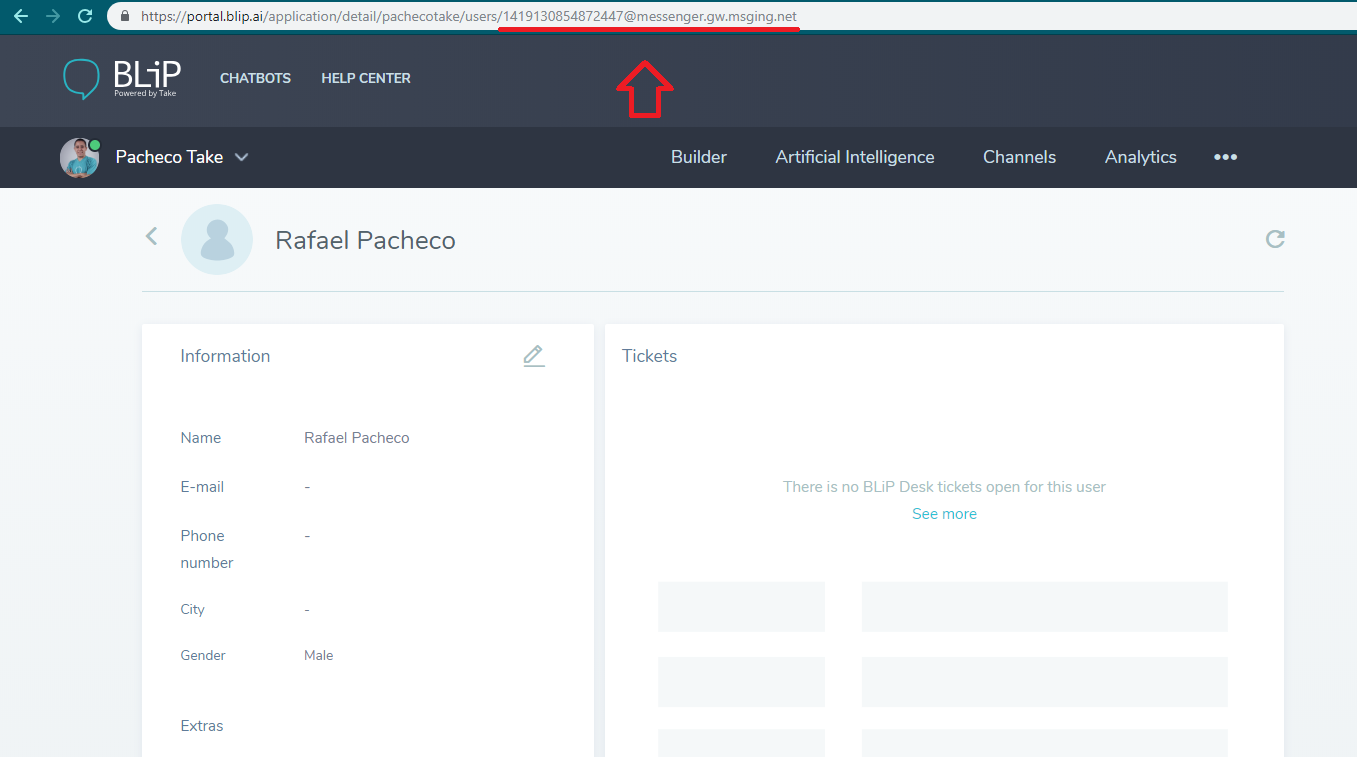 https://portal.blip.ai/application/detail/pachecotake/users/1419130854872447@messenger.gw.msging.net
BLiP
Powered by Take
CHATBOTS
HELP CENTER
Pacheco Take
Builder
Artificial Intelligence
Channels
Analytics
Rafael Pacheco
Information
Name Rafael Pacheco
E-mail -
Phone number -
City -
Gender Male
Extras
Tickets
There is no BLiP Desk tickets open for this user
See more